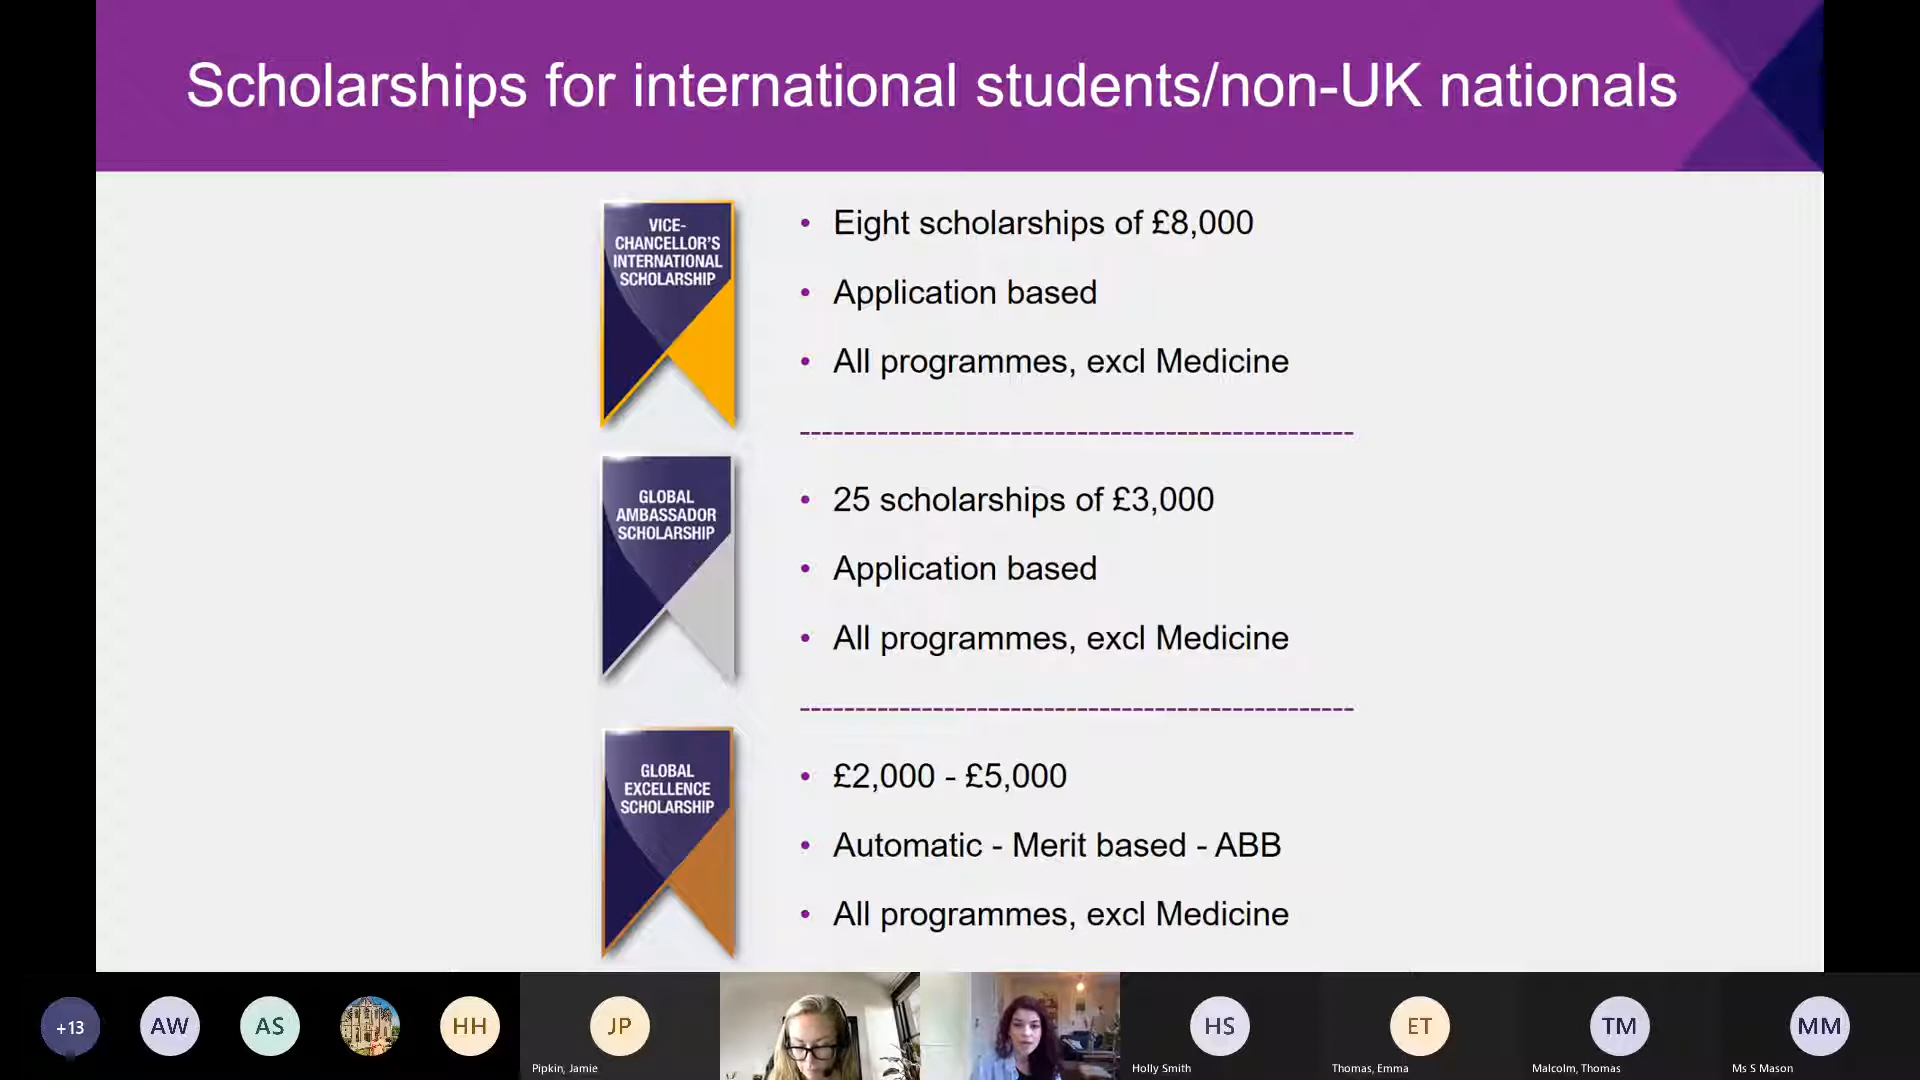 Scholarships for international students/non-UK nationals
VICE-
CHANCELLOR'S
INTERNATIONAL
SCHOLARSHIP
• Eight scholarships of £8,000
• Application based
• All programmes, excl Medicine
--------------------------------------------------
GLOBAL
AMBASSADOR
SCHOLARSHIP
• 25 scholarships of £3,000
• Application based
• All programmes, excl Medicine
--------------------------------------------------
GLOBAL
EXCELLENCE
SCHOLARSHIP
• £2,000 - £5,000
• Automatic - Merit based - ABB
• All programmes, excl Medicine
+13
AW
AS
HH
JP
Pipkin, Jamie
HS
Holly Smith
ET
Thomas, Emma
TM
Malcolm, Thomas
MM
Ms S Mason